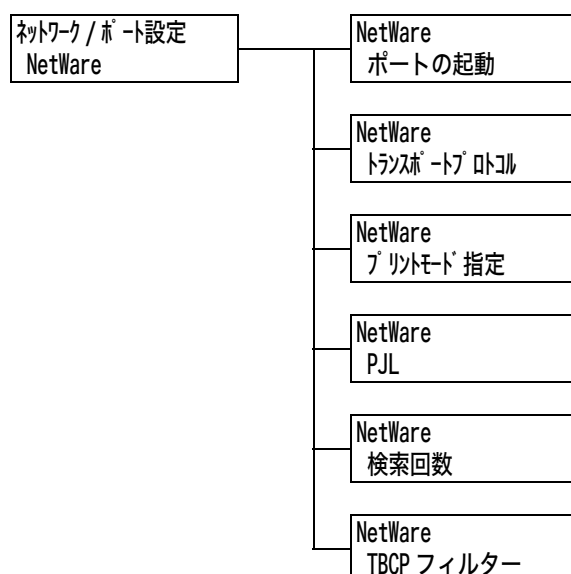 ﾈｯﾄﾜｰｸ / ﾎﾟｰﾄ設定
NetWare
NetWare
ポートの起動
NetWare
ﾄﾗﾝｽﾎﾟｰﾄﾌﾟﾛﾄｺﾙ
NetWare
ﾌﾟﾘﾝﾄﾓｰﾄﾞ指定
NetWare
PJL
NetWare
検索回数
NetWare
TBCP フィルター